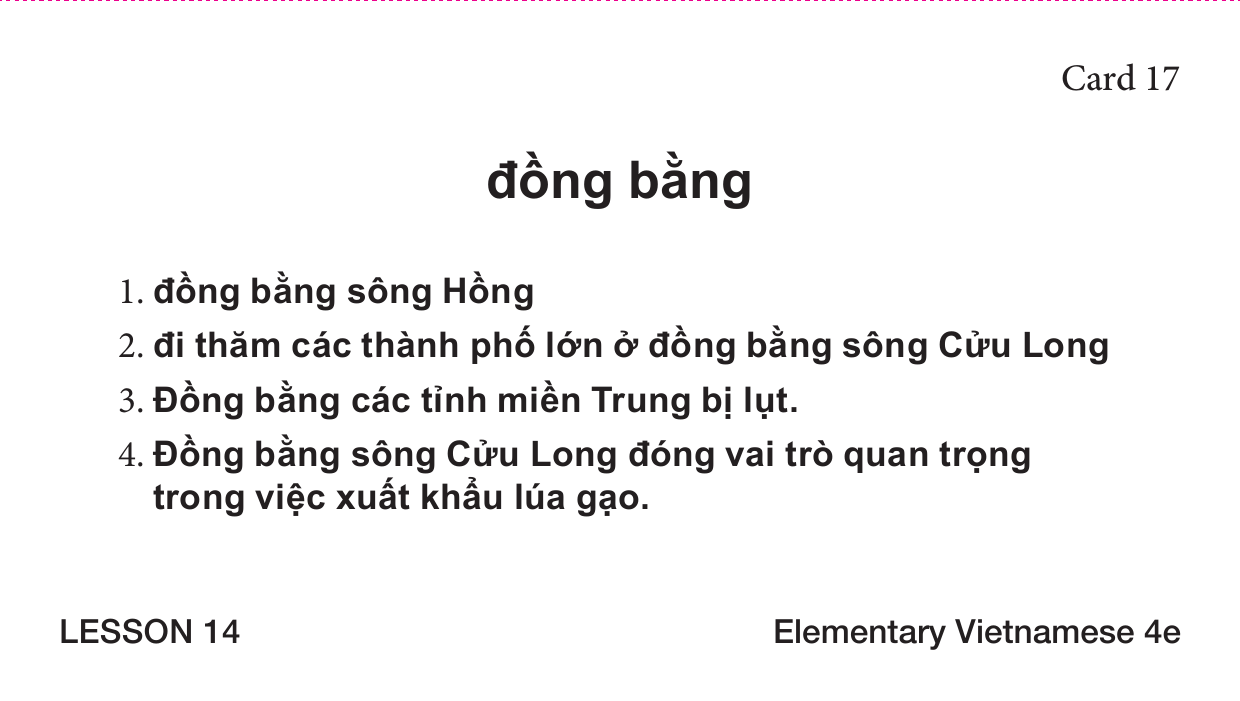 Card 17
đồng bằng
1. đồng bằng sông Hồng
2. đi thăm các thành phố lớn ở đồng bằng sông Cửu Long
3. Đồng bằng các tỉnh miền Trung bị lụt.
4. Đồng bằng sông Cửu Long đóng vai trò quan trọng
trong việc xuất khẩu lúa gạo.
LESSON 14
Elementary Vietnamese 4e